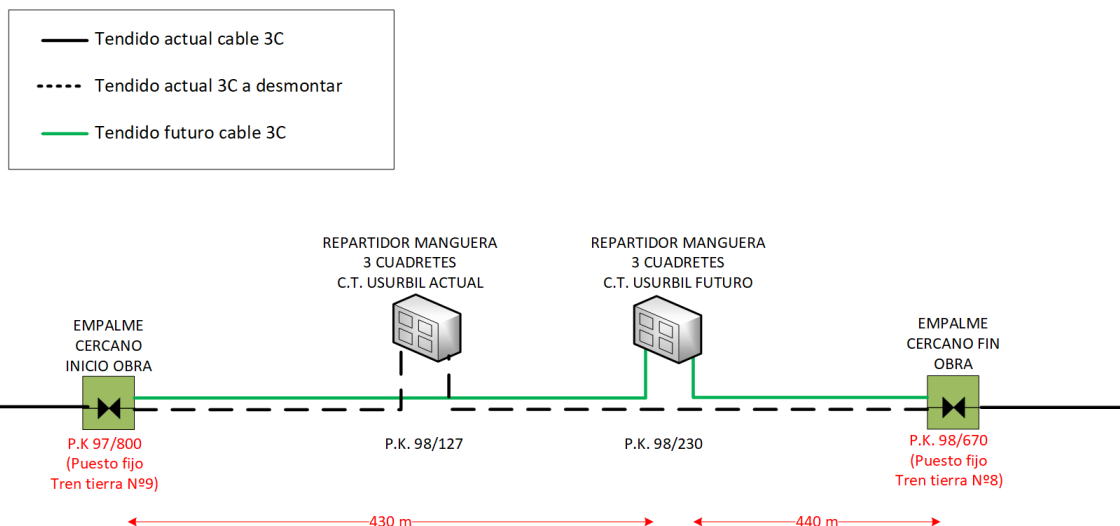 Tendido actual cable 3C
Tendido actual 3C a desmontar
Tendido futuro cable 3C
REPARTIDOR MANGUERA
3 CUADRETES
C.T. USURBIL ACTUAL
REPARTIDOR MANGUERA
3 CUADRETES
C.T. USURBIL FUTURO
EMPALME
CERCANO
INICIO OBRA
EMPALME
CERCANO FIN
OBRA
P.K 97/800
(Puesto fijo
Tren tierra Nº9)
P.K. 98/127
P.K. 98/230
P.K. 98/670
(Puesto fijo
Tren tierra Nº8)
430 m
440 m